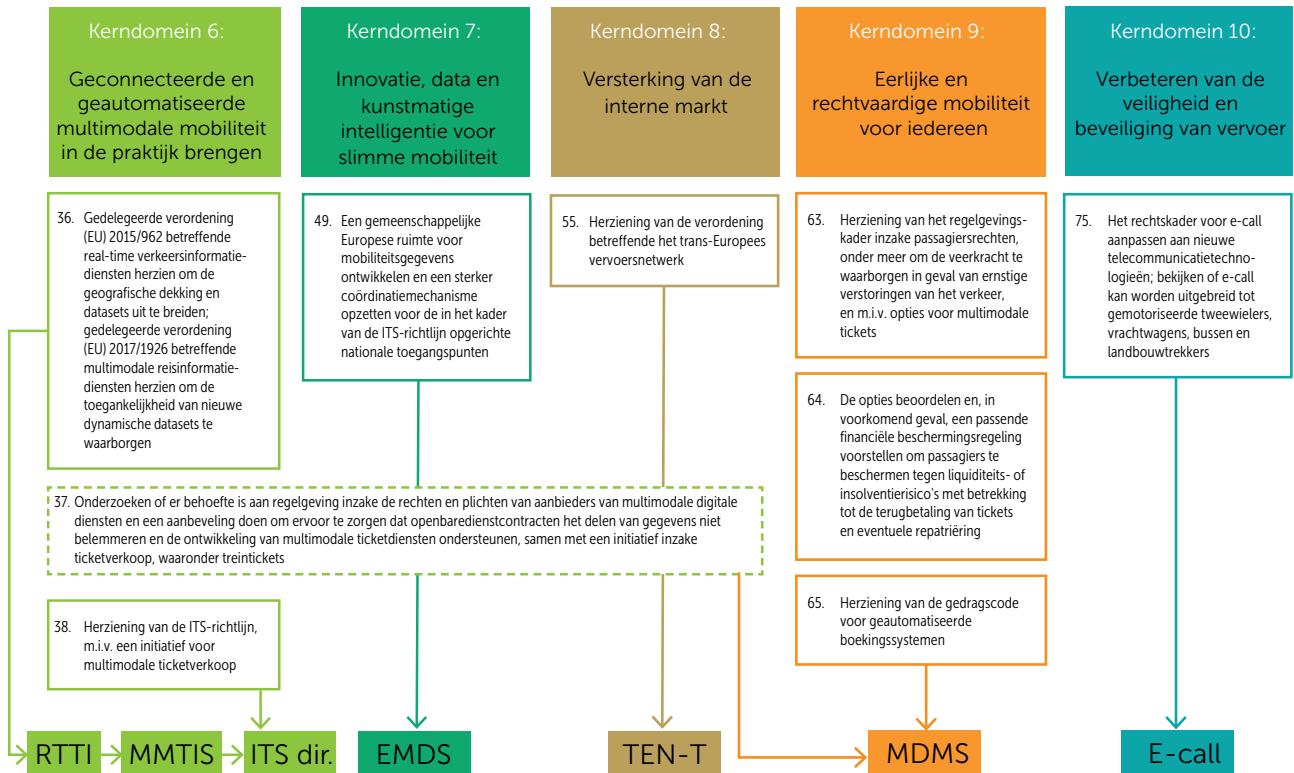 Kerndomein 6:
Geconnecteerde en
geautomatiseerde
multimodale mobiliteit
in de praktijk brengen
Kerndomein 7:
Innovatie, data en
kunstmatige
intelligentie voor
slimme mobiliteit
Kerndomein 8:
Versterking van de
interne markt
Kerndomein 9:
Eerlijke en
rechtvaardige mobiliteit
voor iedereen
Kerndomein 10:
Verbeteren van de
veiligheid en
beveiliging van vervoer
36. Gedelegeerde verordening
(EU) 2015/962 betreffende
real-time verkeersinformatie-
diensten herzien om de
geografische dekking en
datasets uit te breiden;
gedelegeerde verordening
(EU) 2017/1926 betreffende
multimodale reisinformatie-
diensten herzien om de
toegankelijkheid van nieuwe
dynamische datasets te
waarborgen
49. Een gemeenschappelijke
Europese ruimte voor
mobiliteitsgegevens
ontwikkelen en een sterker
coördinatiemechanisme
opzetten voor de in het kader
van de ITS-richtlijn opgerichte
nationale toegangspunten
55. Herziening van de verordening
betreffende het trans-Europees
vervoersnetwerk
63. Herziening van het regelgevings-
kader inzake passagiersrechten,
onder meer om de veerkracht te
waarborgen in geval van ernstige
verstoringen van het verkeer,
en m.i.v. opties voor multimodale
tickets
75. Het rechtskader voor e-call
aanpassen aan nieuwe
telecommunicatietechno-
logieën; bekijken of e-call
kan worden uitgebreid tot
gemotoriseerde tweewielers,
vrachtwagens, bussen en
landbouwtrekkers
64. De opties beoordelen en, in
voorkomend geval, een passende
financiële beschermingsregeling
voorstellen om passagiers te
beschermen tegen liquiditeits- of
insolventierisico's met betrekking
tot de terugbetaling van tickets
en eventuele repatriëring
37. Onderzoeken of er behoefte is aan regelgeving inzake de rechten en plichten van aanbieders van multimodale digitale
diensten en een aanbeveling doen om ervoor te zorgen dat openbaredienstcontracten het delen van gegevens niet
belemmeren en de ontwikkeling van multimodale ticketdiensten ondersteunen, samen met een initiatief inzake
ticketverkoop, waaronder treintickets
38. Herziening van de ITS-richtlijn,
m.i.v. een initiatief voor
multimodale ticketverkoop
65. Herziening van de gedragscode
voor geautomatiseerde
boekingssystemen
RTTI
MMTIS
ITS dir.
EMDS
TEN-T
MDMS
E-call